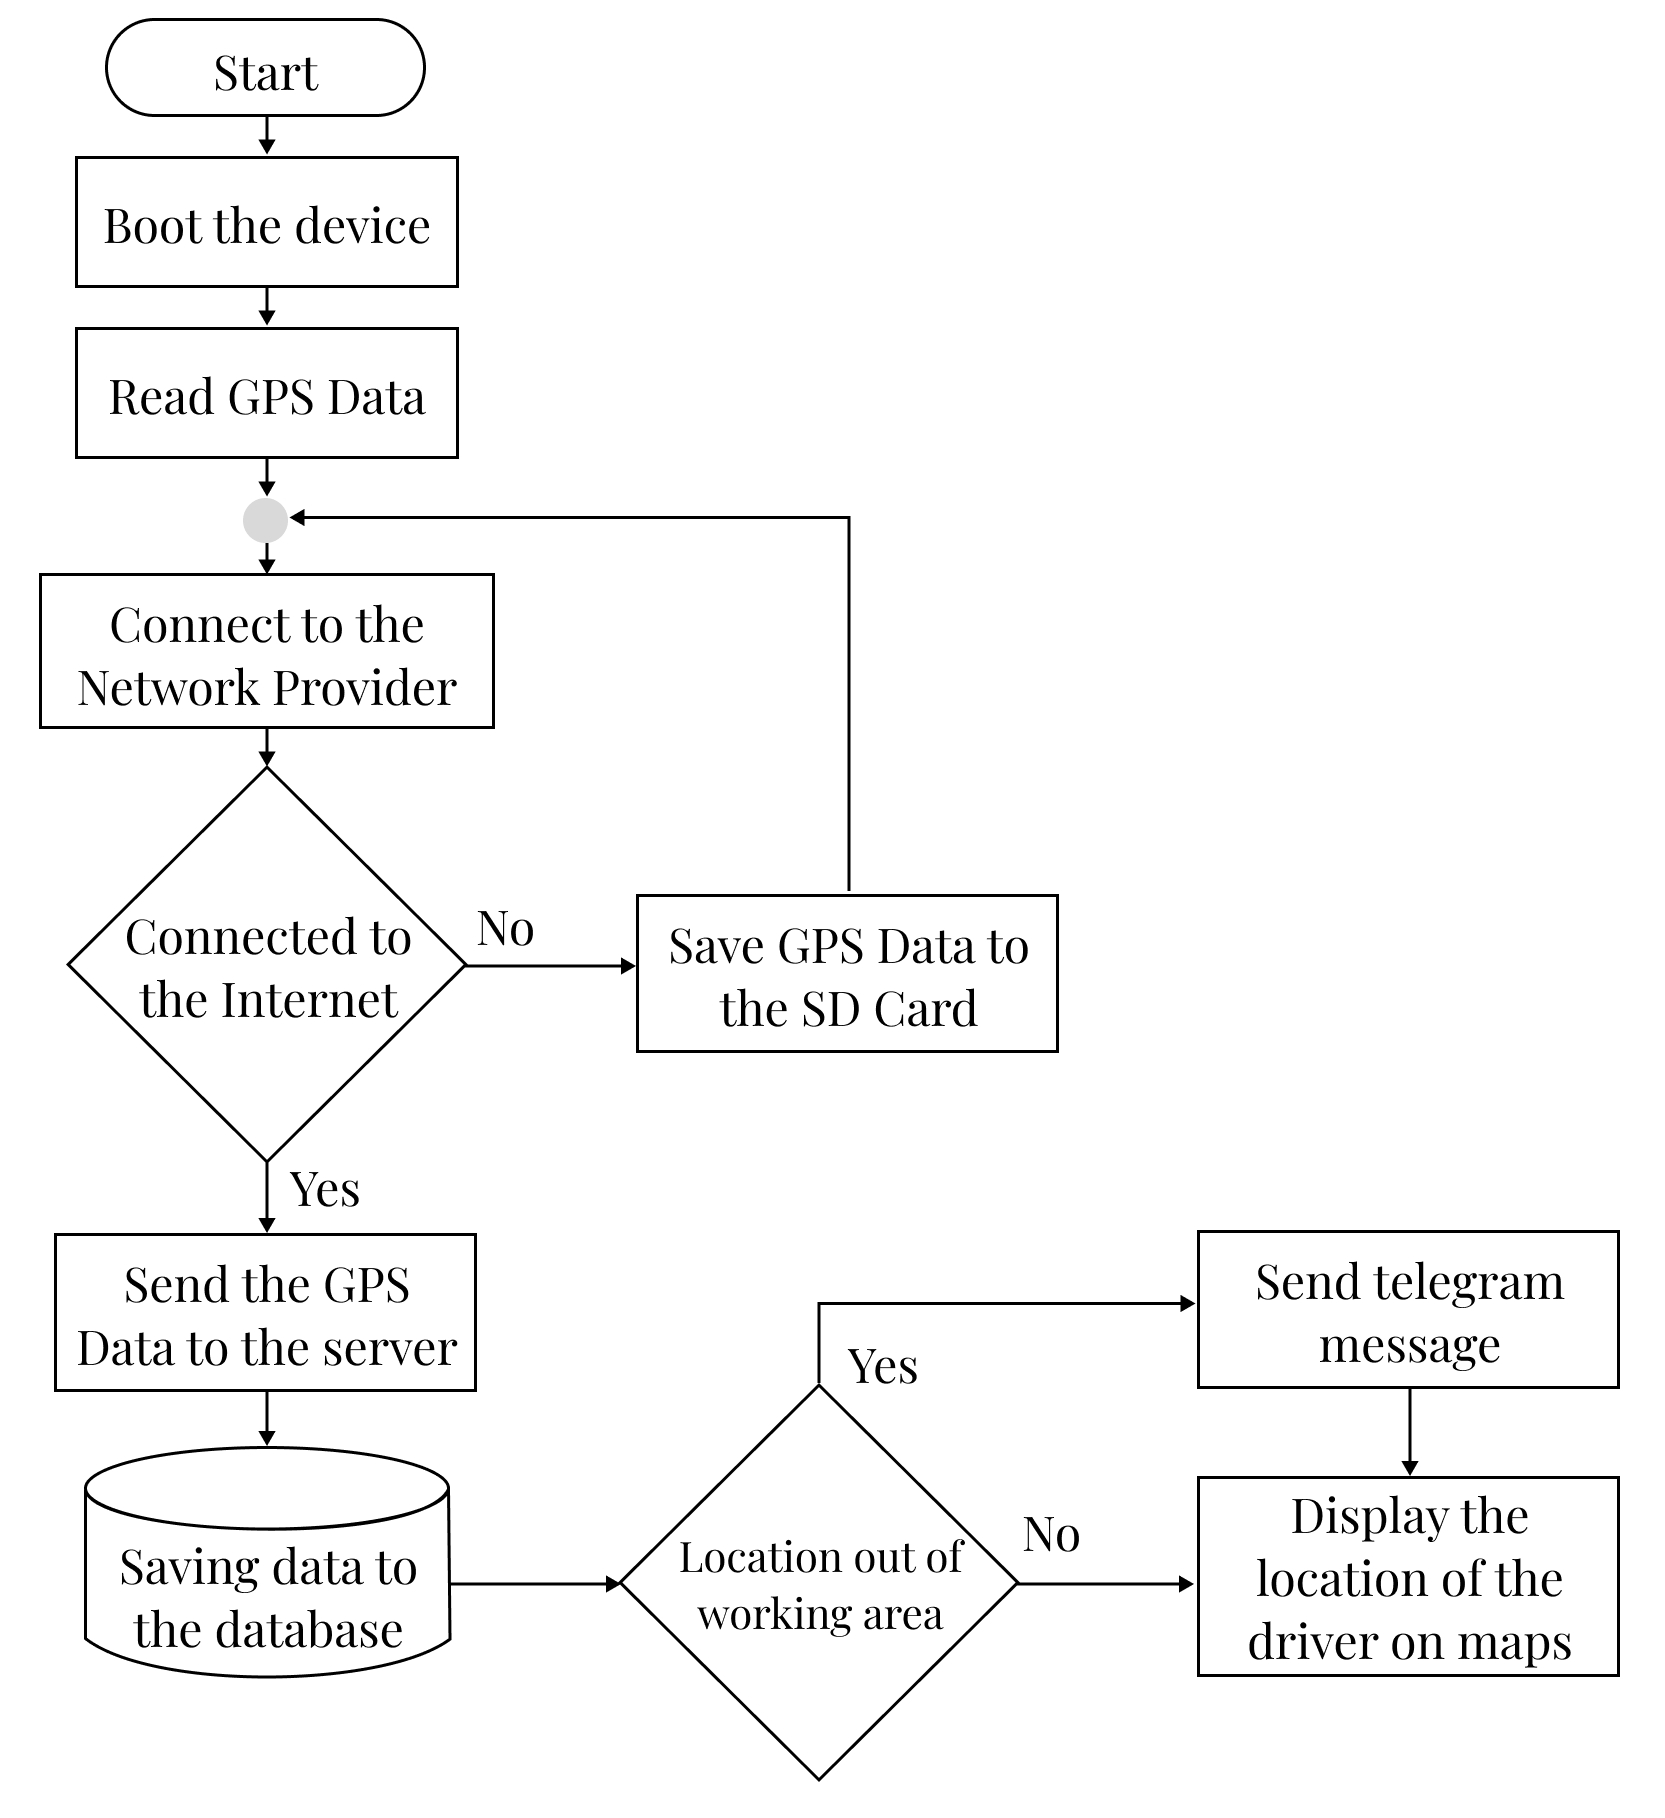 Start
Boot the device
Read GPS Data
Connect to the
Network Provider
Connected to
the Internet
No
Save GPS Data to
the SD Card
Yes
Send the GPS
Data to the server
Saving data to
the database
Location out of
working area
Yes
Send telegram
message
No
Display the
location of the
driver on maps